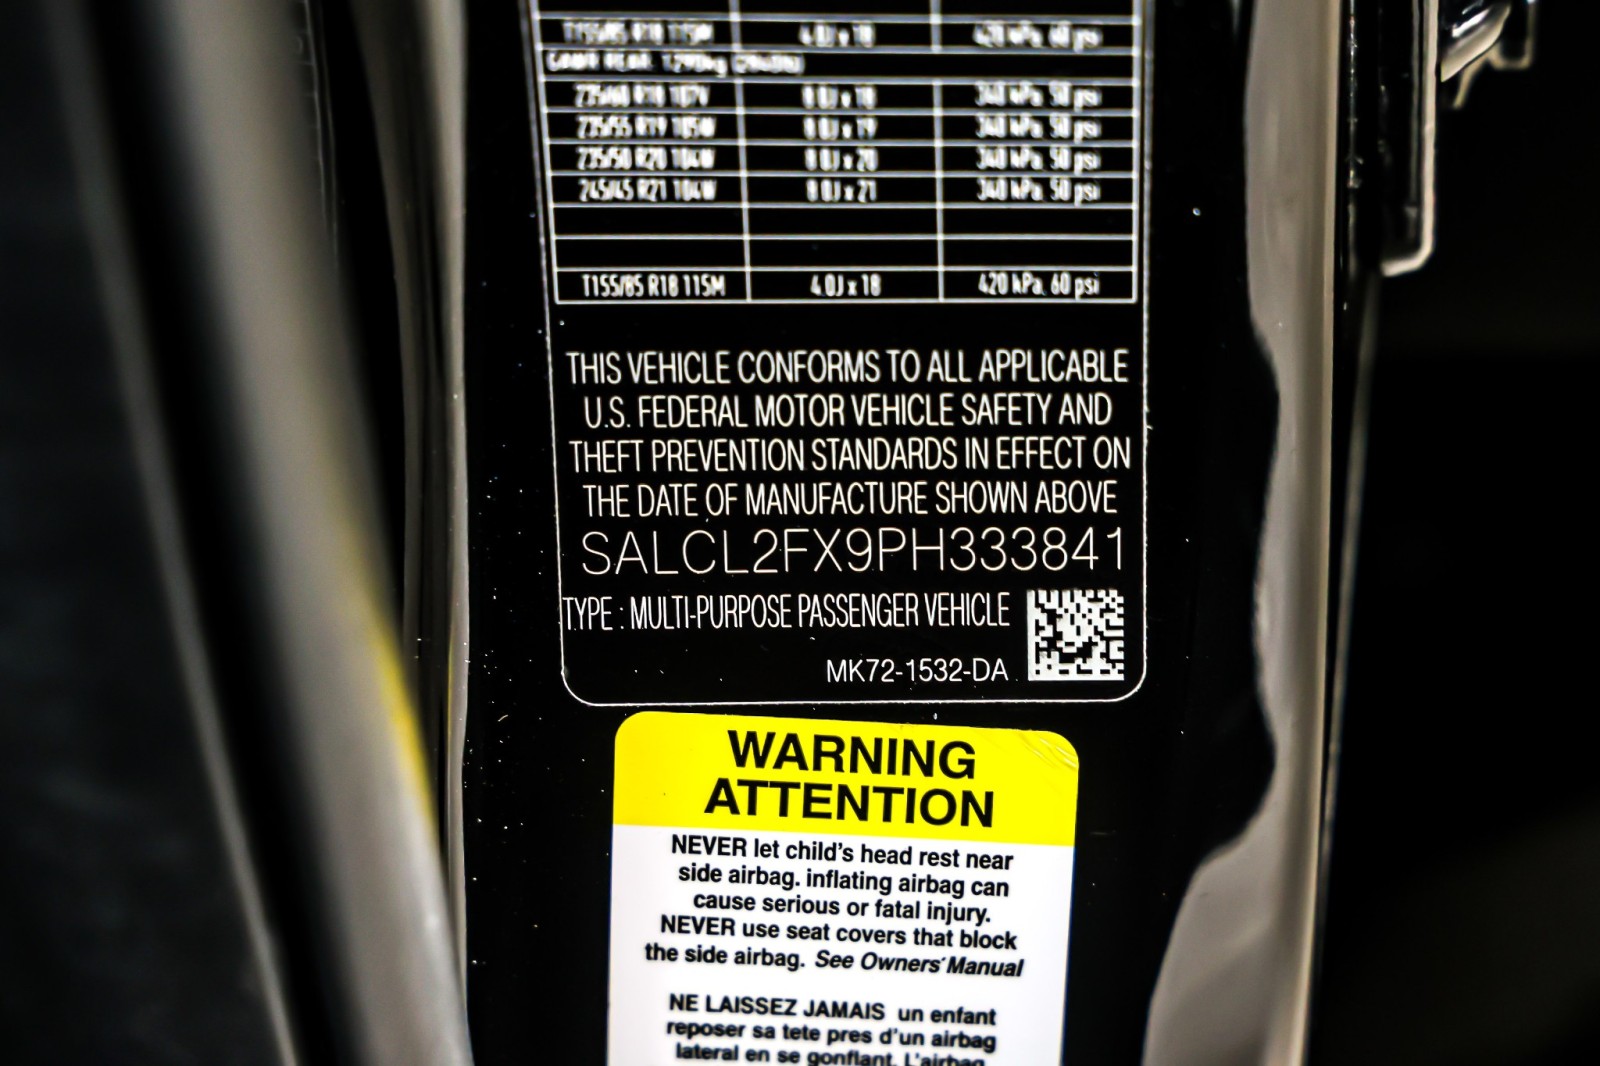 T155/85 R18 115M 4.0J x 18 420 kPa, 60 psi
GAWR REAR: 1290kg
235/60 R18 107V 8.0J x 18 340 kPa, 50 psi
235/55 R19 105W 8.0J x 19 340 kPa, 50 psi
235/50 R20 104W 8.0J x 20 340 kPa, 50 psi
245/45 R21 104W 8.0J x 21 340 kPa, 50 psi
T155/85 R18 115M 4.0J x 18 420 kPa, 60 psi
THIS VEHICLE CONFORMS TO ALL APPLICABLE
U.S. FEDERAL MOTOR VEHICLE SAFETY AND
THEFT PREVENTION STANDARDS IN EFFECT ON
THE DATE OF MANUFACTURE SHOWN ABOVE
SALCL2FX9PH333841
TYPE : MULTI-PURPOSE PASSENGER VEHICLE
MK72-1532-DA
WARNING
ATTENTION
NEVER let child's head rest near
side airbag. inflating airbag can
cause serious or fatal injury.
NEVER use seat covers that block
the side airbag. See Owners' Manual
NE LAISSEZ JAMAIS un enfant
reposer sa tete pres d'un airbag
lateral en se gonflant. L'airbag